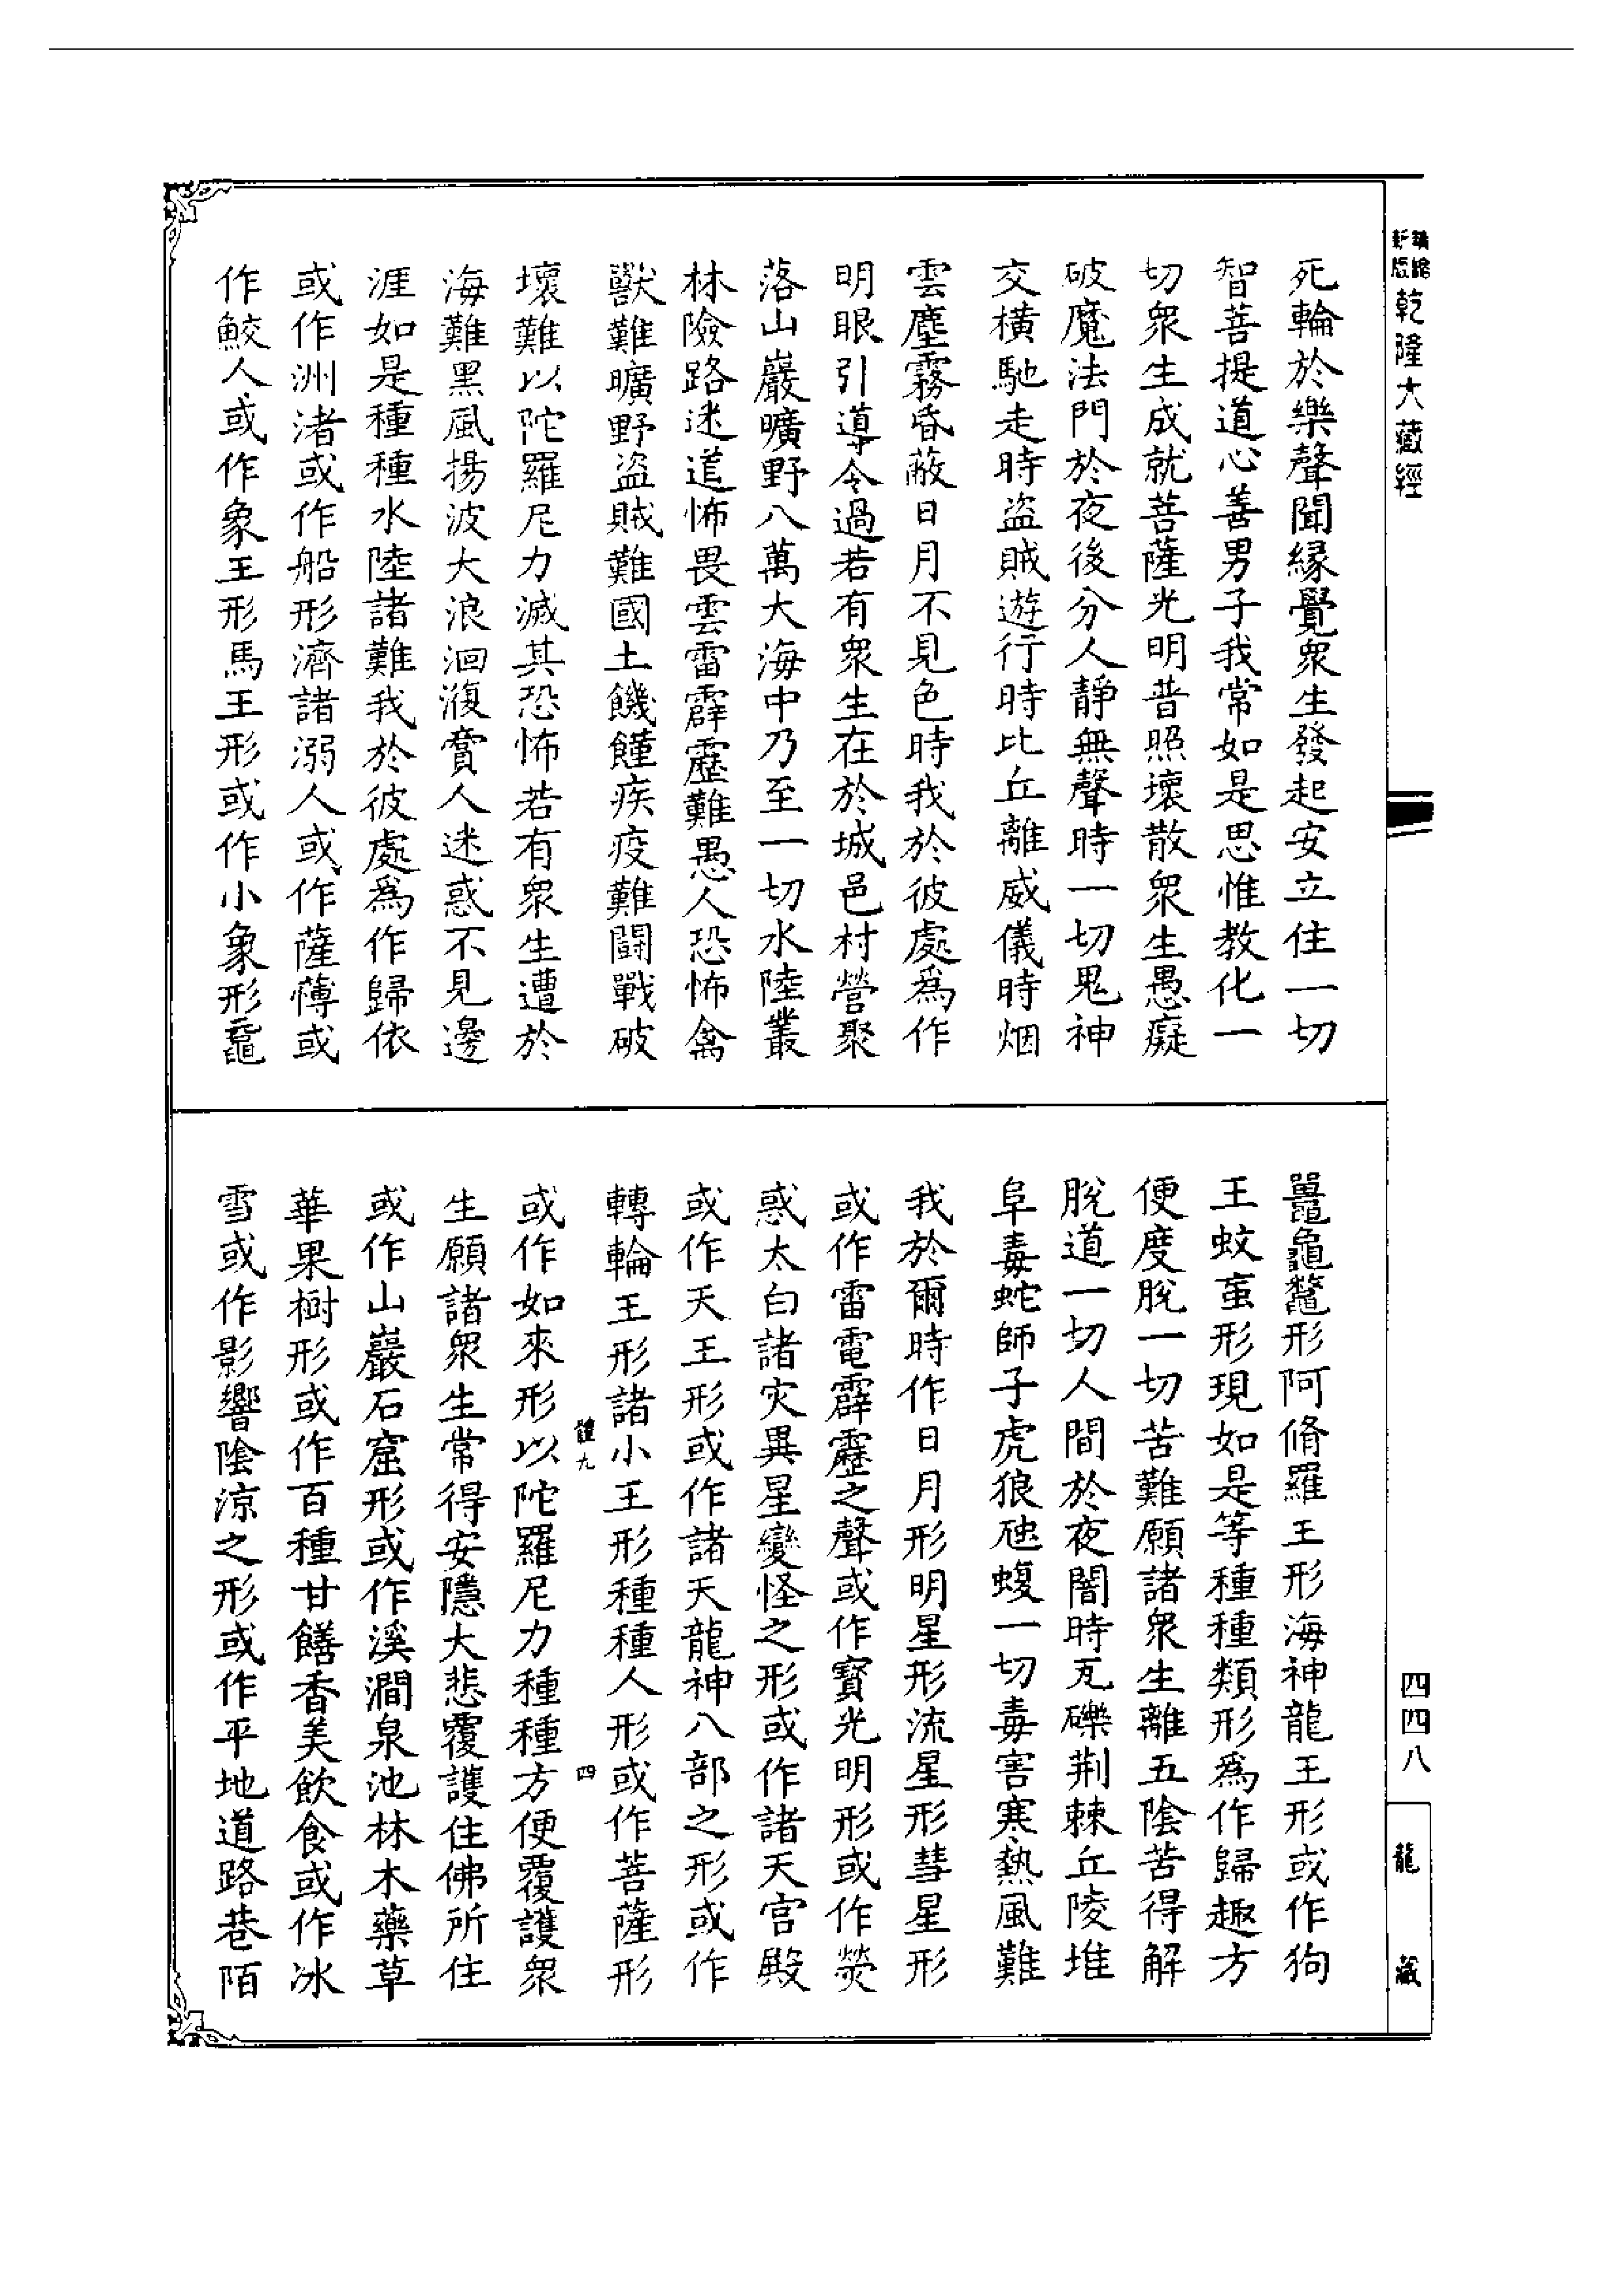 新版
精縮
乾隆大藏經
四四八
龍藏
死輪於樂聲聞緣覺衆生發起安立住一切
智菩提道心善男子我常如是思惟教化一
切衆生成就菩薩光明普照壞散衆生愚癡
破魔法門於夜後分人靜無聲時一切鬼神
交橫馳走時盜賊遊行時比丘離威儀時烟
雲塵霧昏蔽日月不見色時我於彼處爲作
明眼引導令過若有衆生在於城邑村營聚
落山巖曠野八萬大海中乃至一切水陸叢
林險路迷道怖畏雲雷霹靂難愚人恐怖禽
獸難曠野盜賊難國土饑饉疾疫難鬪戰破
壞難以陀羅尼力滅其恐怖若有衆生遭於
海難黑風揚波大浪洄澓賫人迷惑不見邊
涯如是種種水陸諸難我於彼處爲作歸依
或作洲渚或作船形濟諸溺人或作薩薄或
作鮫人或作象王形馬王形或作小象形黿
鼉龜鼈形阿脩羅王形海神龍王形或作狗
王蚊䖟形現如是等種種類形爲作歸趣方
便度脫一切苦難願諸衆生離五陰苦得解
脫道一切人間於夜闇時瓦礫荆棘丘陵堆
阜毒蛇師子虎狼虺蝮一切毒害寒熱風難
我於爾時作日月形明星形流星形彗星形
或作雷電霹靂之聲或作寶光明形或作熒
惑太白諸灾異星變怪之形或作諸天宮殿
或作天王形或作諸天龍神八部之形或作
轉輪王形諸小王形種種人形或作菩薩形
九 四
或作如來形以陀羅尼力種種方便覆護衆
生願諸衆生常得安隱大悲覆護住佛所住
或作山巖石窟形或作溪澗泉池林木藥草
華果樹形或作百種甘饍香美飲食或作冰
雪或作影響陰涼之形或作平地道路巷陌